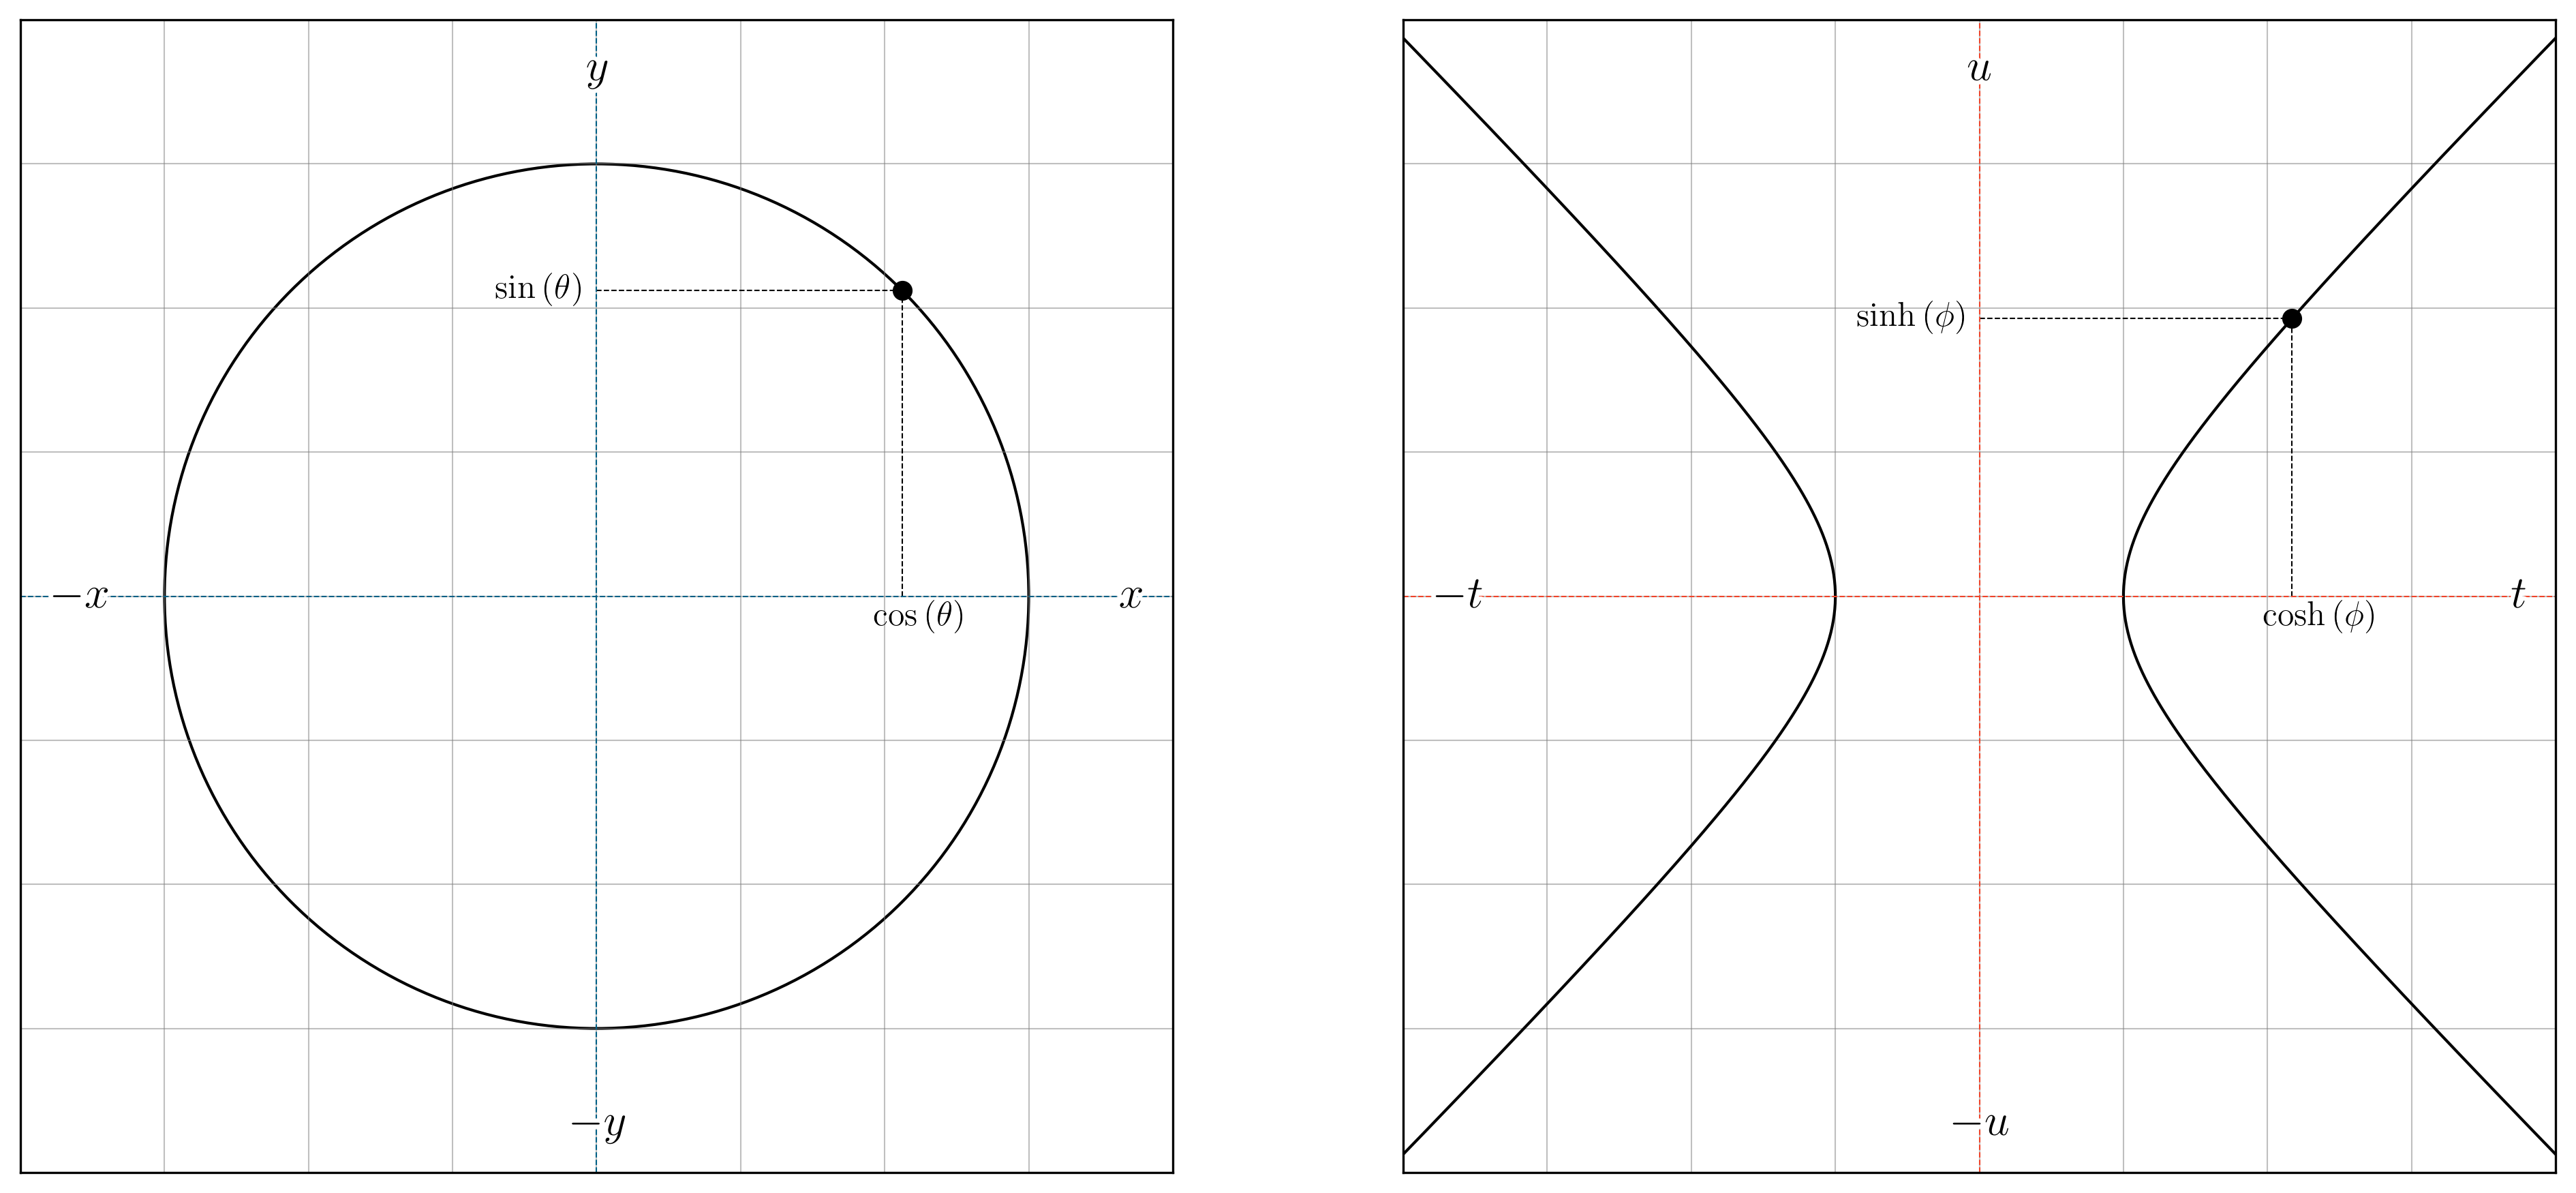 y
sin (θ)
−x
x
cos (θ)
−y
u
sinh (ϕ)
−t
t
cosh (ϕ)
−u